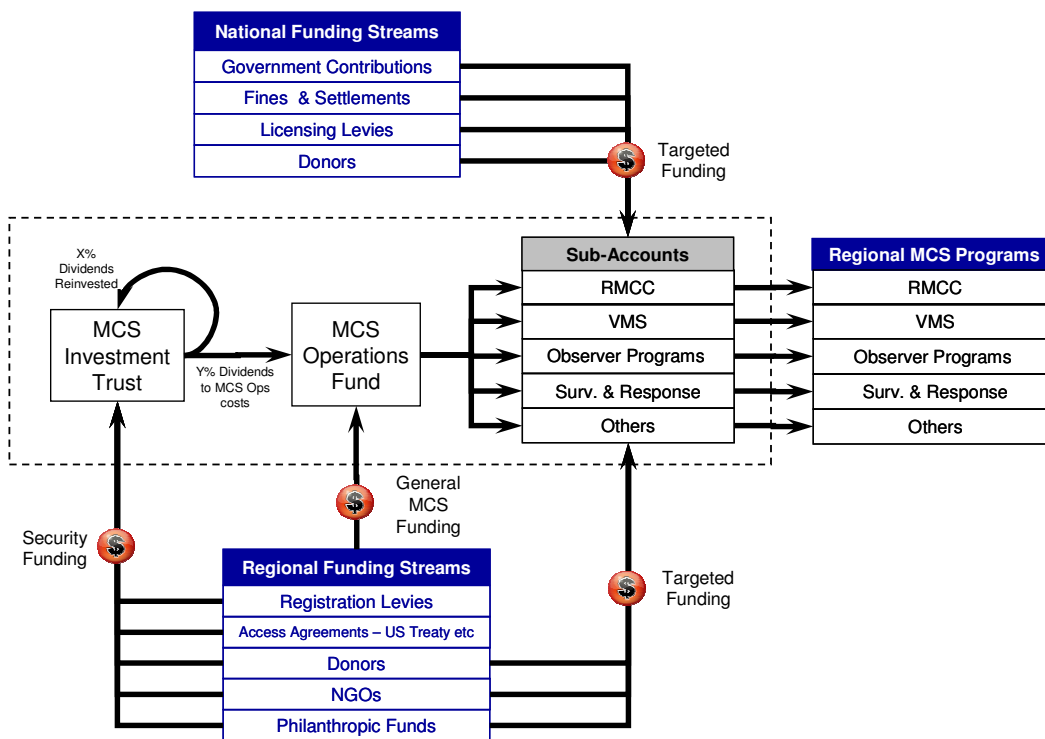 National Funding Streams
Government Contributions
Fines & Settlements
Licensing Levies
Donors
$
Targeted
Funding
X%
Dividends
Reinvested
MCS
Investment
Trust
Y% Dividends
to MCS Ops
costs
MCS
Operations
Fund
Sub-Accounts
RMCC
VMS
Observer Programs
Surv. & Response
Others
Regional MCS Programs
RMCC
VMS
Observer Programs
Surv. & Response
Others
Security
Funding
$
General
MCS
Funding
$
Targeted
Funding
$
Regional Funding Streams
Registration Levies
Access Agreements – US Treaty etc
Donors
NGOs
Philanthropic Funds